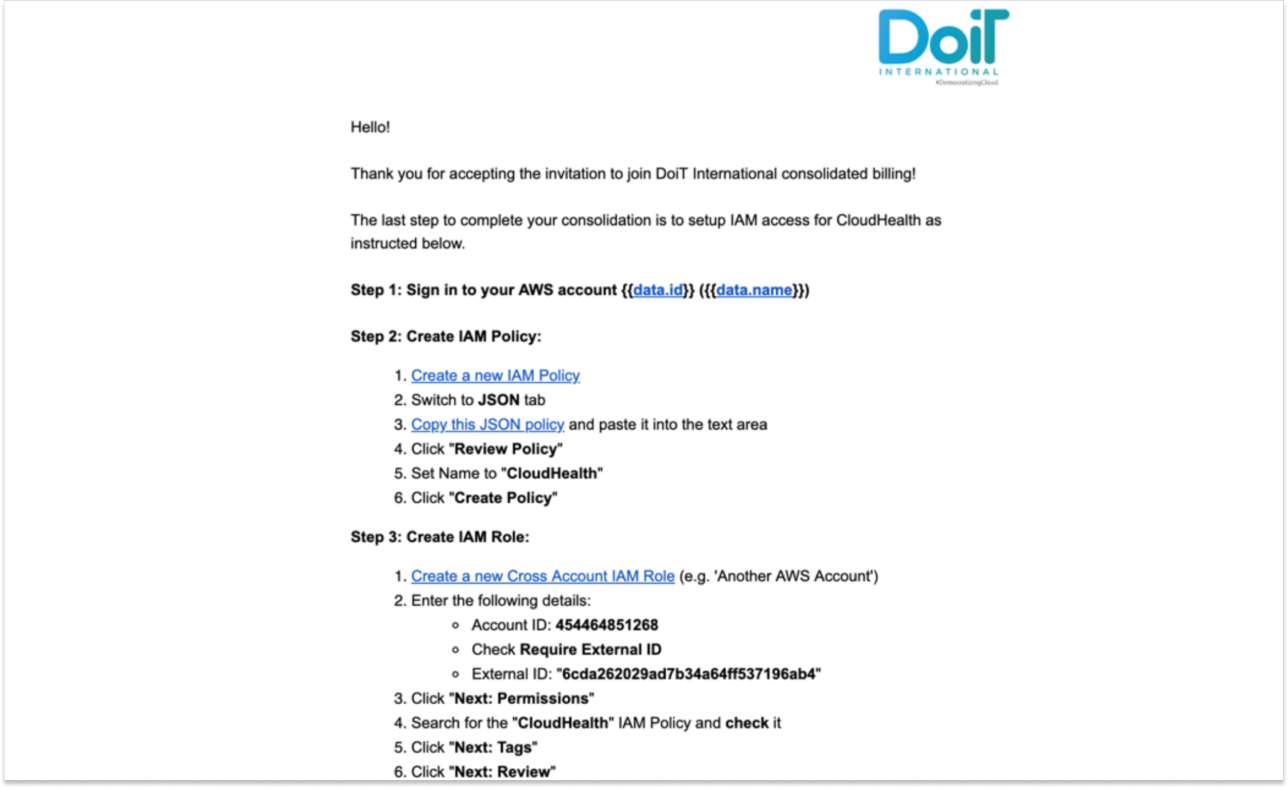 DoiT
INTERNATIONAL
#DemocratizingCloud
Hello!
Thank you for accepting the invitation to join DoiT International consolidated billing!
The last step to complete your consolidation is to setup IAM access for CloudHealth as
instructed below.
Step 1: Sign in to your AWS account {{data.id}} ({{data.name}})
Step 2: Create IAM Policy:
1. Create a new IAM Policy
2. Switch to JSON tab
3. Copy this JSON policy and paste it into the text area
4. Click "Review Policy"
5. Set Name to "CloudHealth"
6. Click "Create Policy"
Step 3: Create IAM Role:
1. Create a new Cross Account IAM Role (e.g. 'Another AWS Account')
2. Enter the following details:
Account ID: 454464851268
Check Require External ID
External ID: "6cda262029ad7b34a64ff537196ab4"
3. Click "Next: Permissions"
4. Search for the "CloudHealth" IAM Policy and check it
5. Click "Next: Tags"
6. Click "Next: Review"